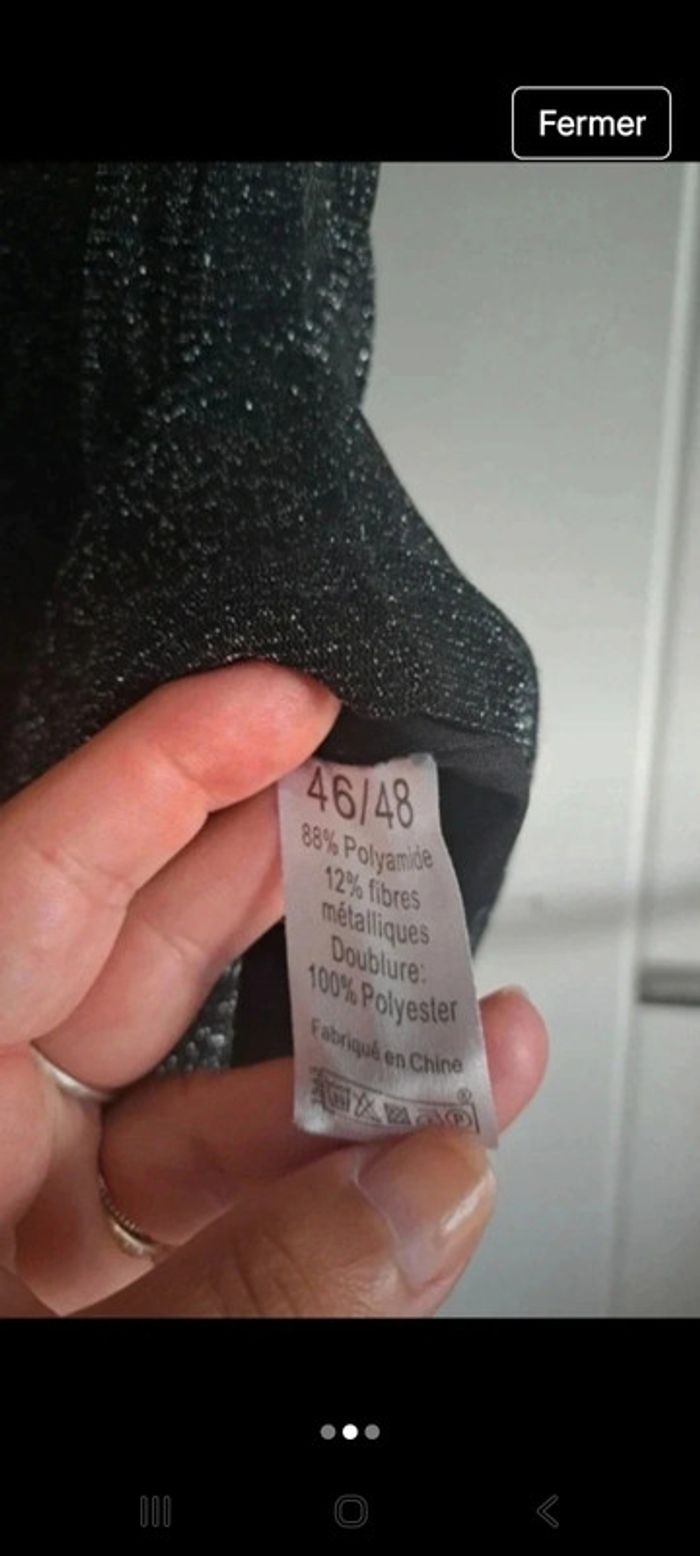 Fermer
46/48
88% Polyamide
12% fibres
métalliques
Doublure:
100% Polyester
Fabriqué en Chine